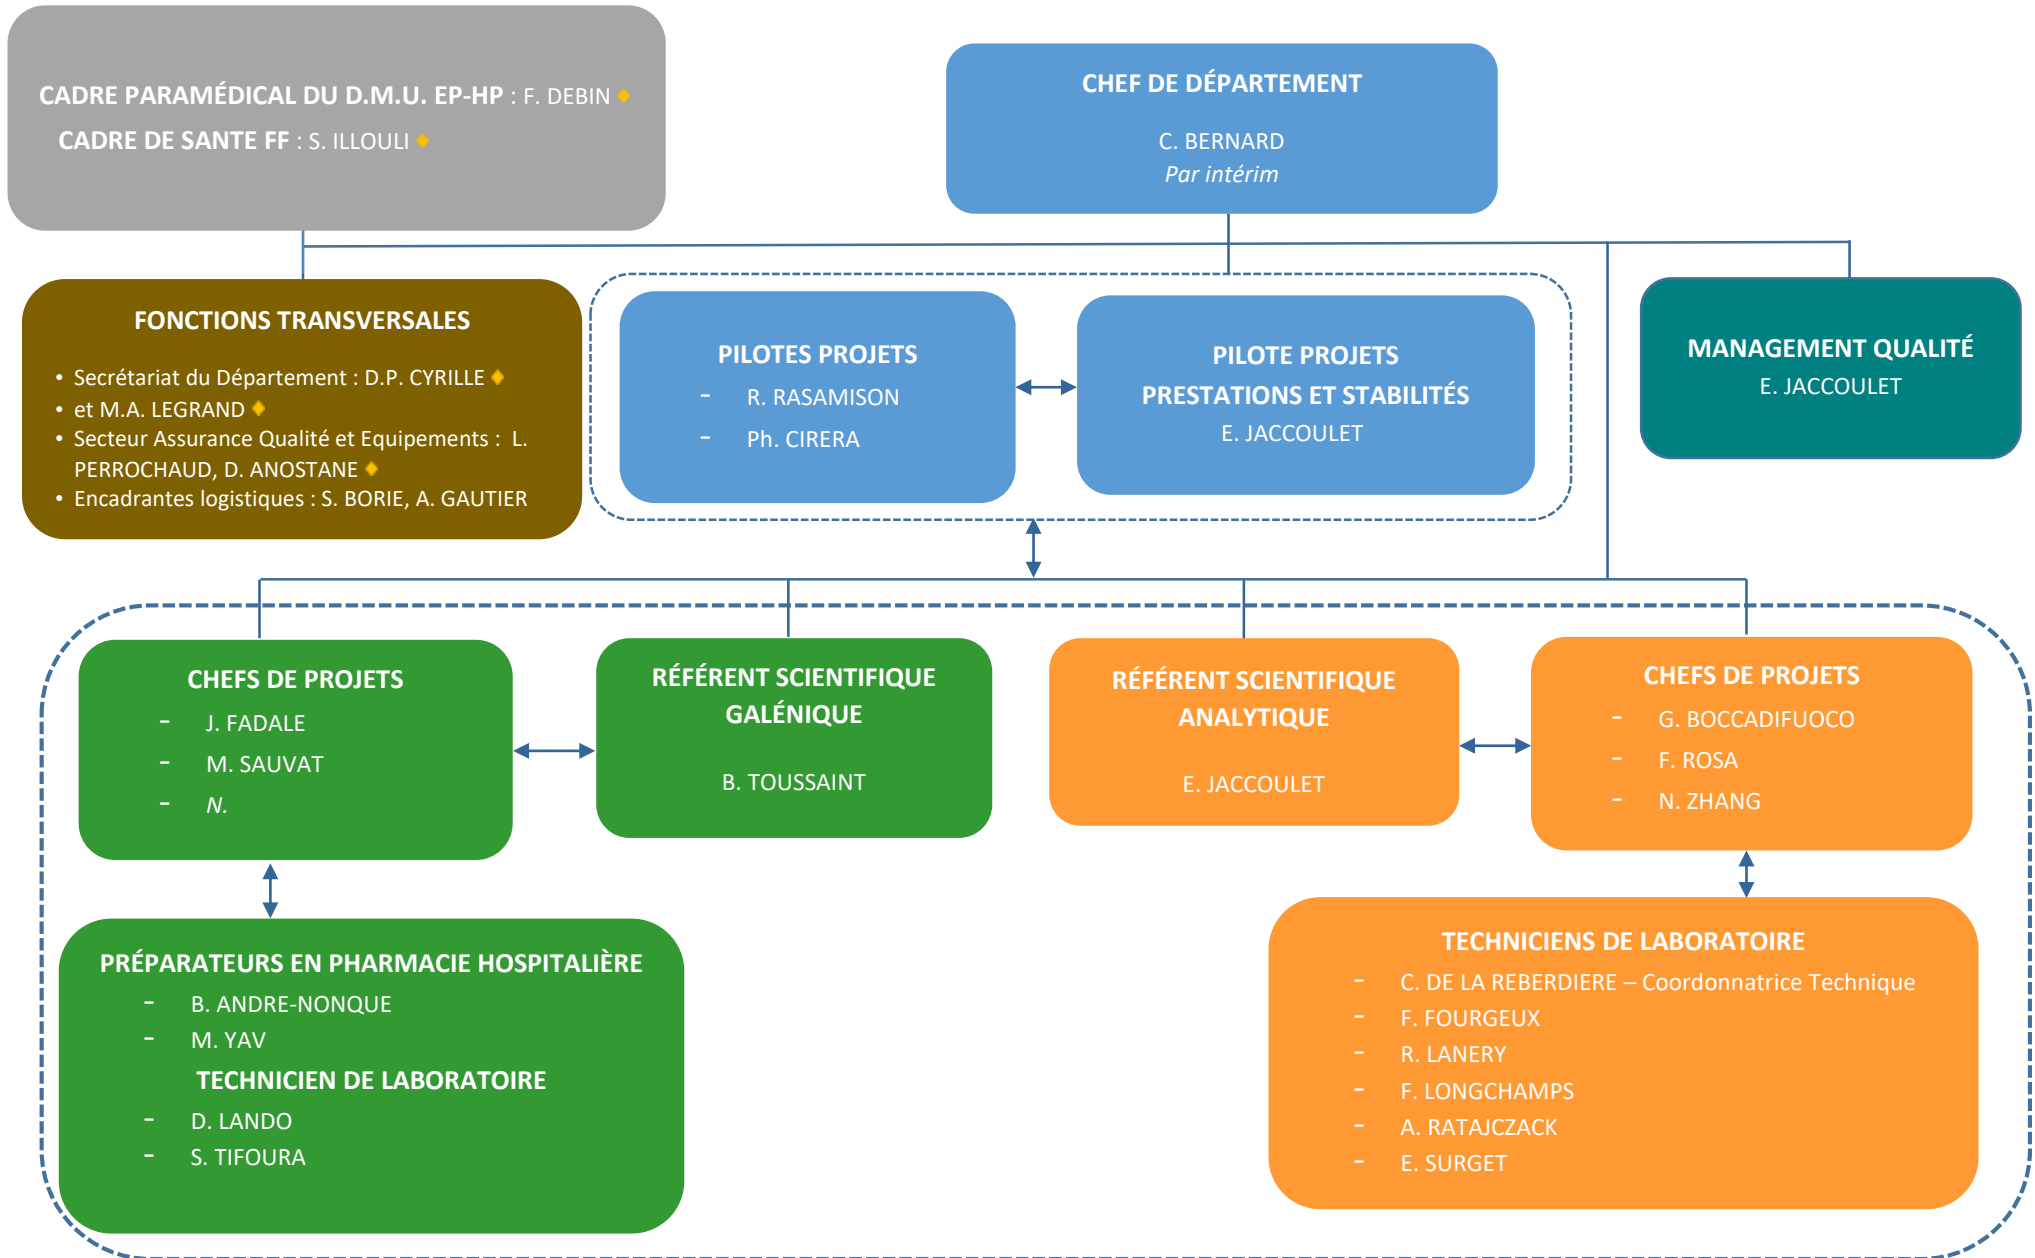 CADRE PARAMÉDICAL DU D.M.U. EP-HP : F. DEBIN
CADRE DE SANTE FF : S. ILLOULI
CHEF DE DÉPARTEMENT
C. BERNARD
Par intérim
FONCTIONS TRANSVERSALES
• Secrétariat du Département : D.P. CYRILLE
• et M.A. LEGRAND
• Secteur Assurance Qualité et Equipements : L.
PERROCHAUD, D. ANOSTANE
• Encadrantes logistiques : S. BORIE, A. GAUTIER
PILOTES PROJETS
- R. RASAMISON
- Ph. CIRERA
PILOTE PROJETS
PRESTATIONS ET STABILITÉS
E. JACCOULET
MANAGEMENT QUALITÉ
E. JACCOULET
CHEFS DE PROJETS
- J. FADALE
- M. SAUVAT
- N.
RÉFÉRENT SCIENTIFIQUE
GALÉNIQUE
B. TOUSSAINT
RÉFÉRENT SCIENTIFIQUE
ANALYTIQUE
E. JACCOULET
CHEFS DE PROJETS
- G. BOCCADIFUOCO
- F. ROSA
- N. ZHANG
PRÉPARATEURS EN PHARMACIE HOSPITALIÈRE
- B. ANDRE-NONQUE
- M. YAV
TECHNICIEN DE LABORATOIRE
- D. LANDO
- S. TIFOURA
TECHNICIENS DE LABORATOIRE
- C. DE LA REBERDIERE – Coordonnatrice Technique
- F. FOURGEUX
- R. LANERY
- F. LONGCHAMPS
- A. RATAJCZACK
- E. SURGET